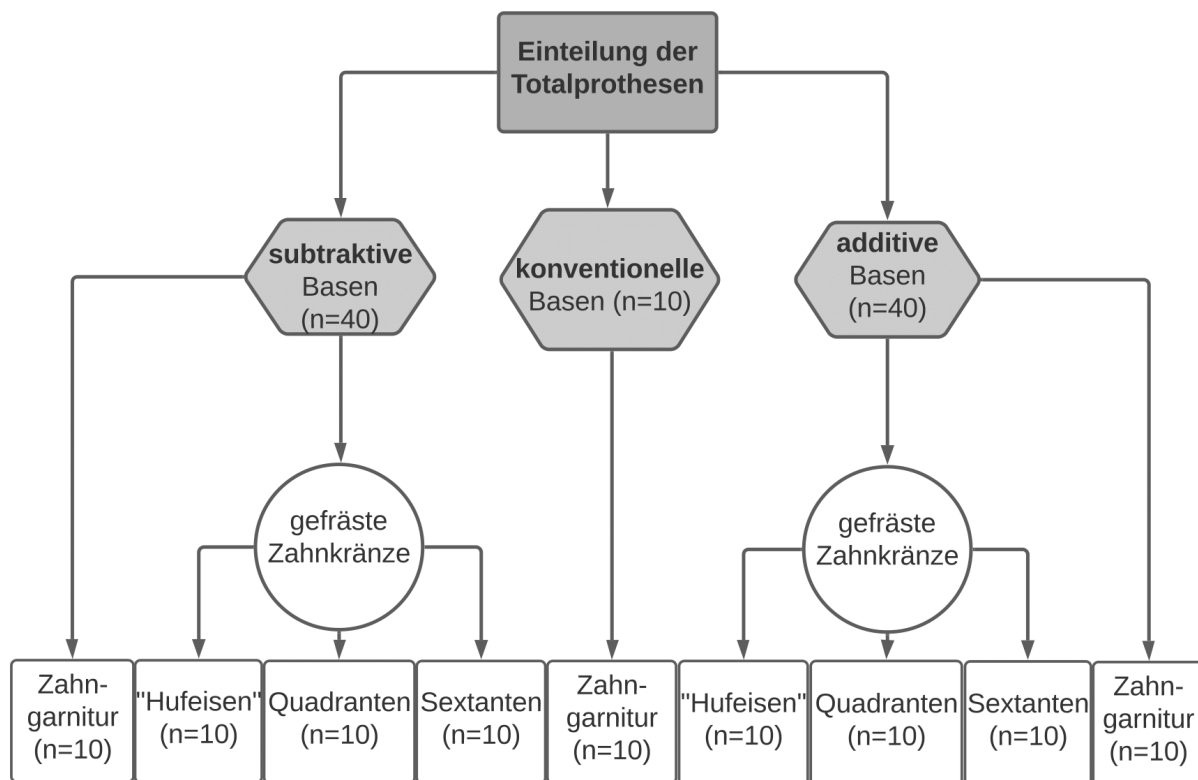 Einteilung der
Totalprothesen
subtraktive
Basen
(n=40)
konventionelle
Basen (n=10)
additive
Basen
(n=40)
gefräste
Zahnkränze
gefräste
Zahnkränze
Zahn-
garnitur
(n=10)
"Hufeisen"
(n=10)
Quadranten
(n=10)
Sextanten
(n=10)
Zahn-
garnitur
(n=10)
"Hufeisen"
(n=10)
Quadranten
(n=10)
Sextanten
(n=10)
Zahn-
garnitur
(n=10)